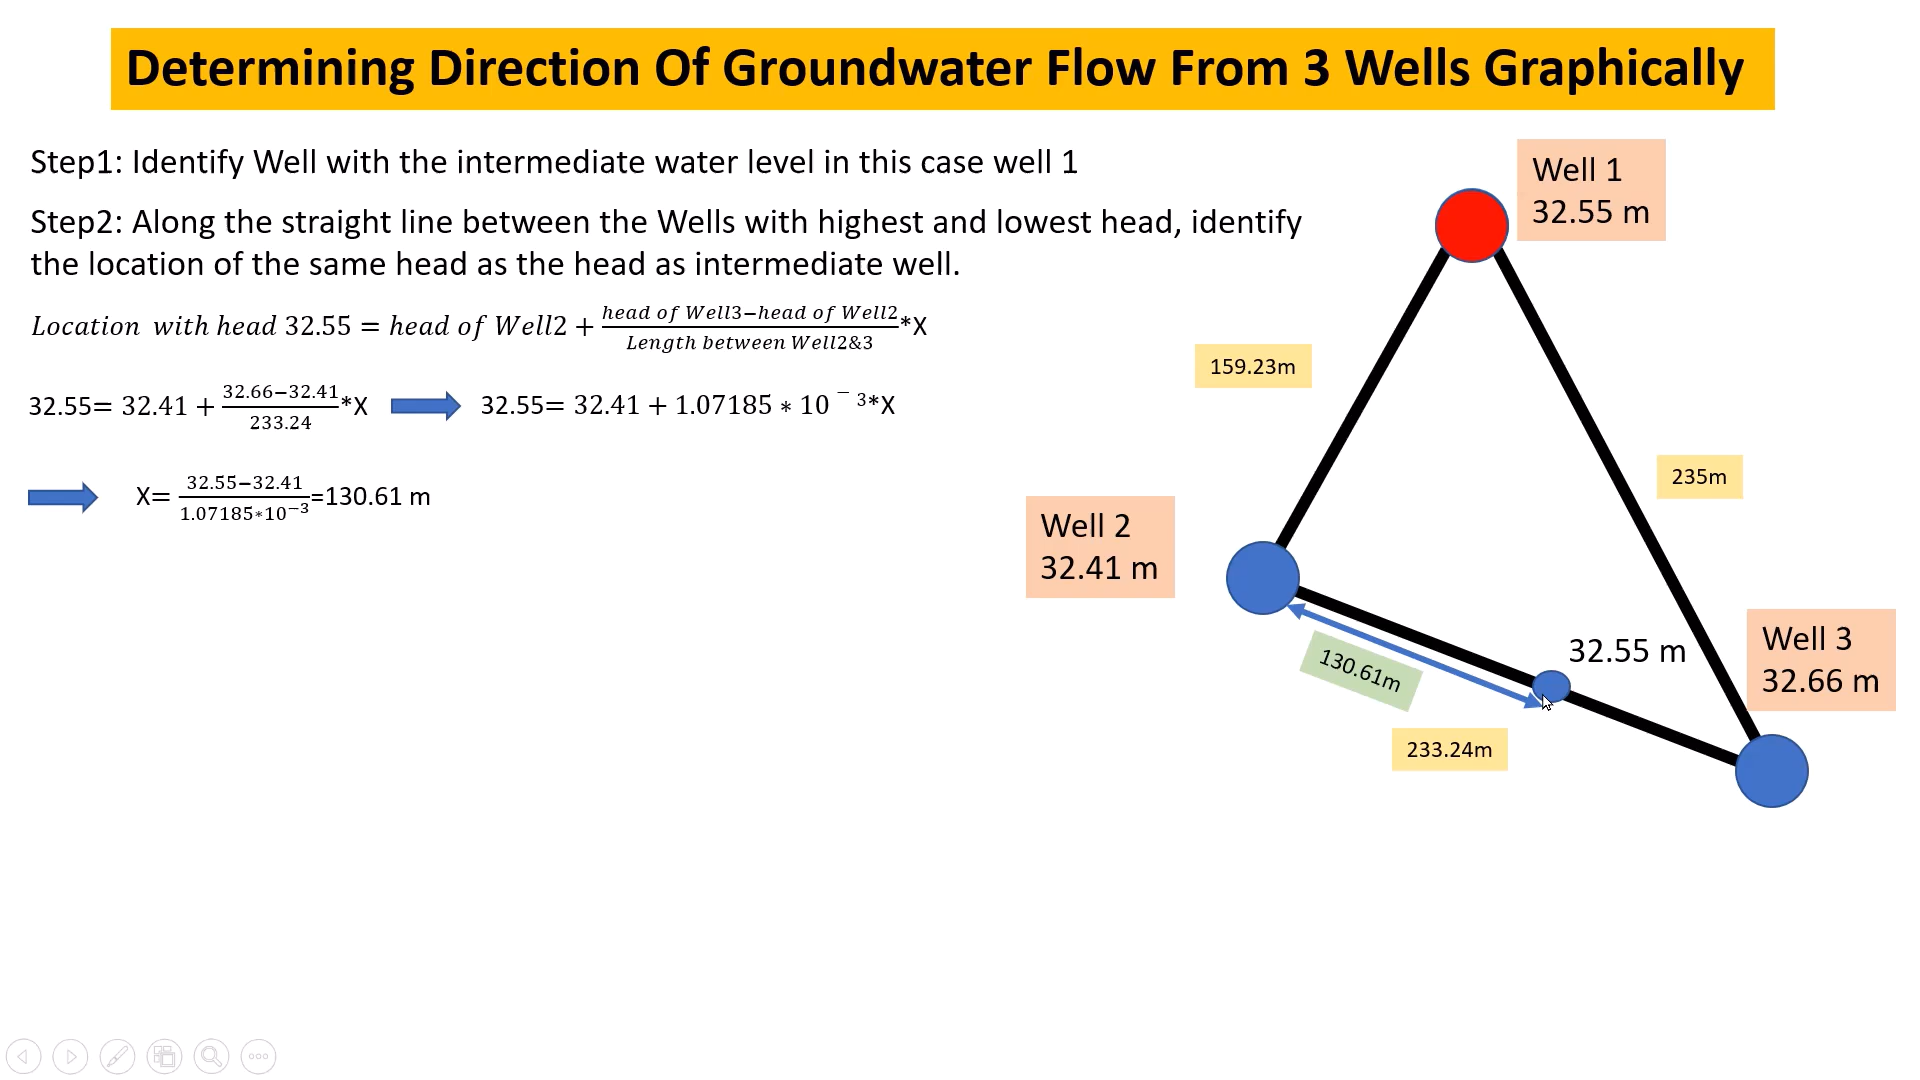 Determining Direction Of Groundwater Flow From 3 Wells Graphically
Step1: Identify Well with the intermediate water level in this case well 1
Step2: Along the straight line between the Wells with highest and lowest head, identify
the location of the same head as the head as intermediate well.
Location with head 32.55 = head of Well2 + (head of Well3−head of Well2)/(Length between Well2&3)*X
32.55= 32.41 + (32.66−32.41)/(233.24)*X
32.55= 32.41 + 1.07185 ∗ 10⁻³*X
X= (32.55−32.41)/(1.07185∗10⁻³)=130.61 m
Well 1
32.55 m
159.23m
235m
Well 2
32.41 m
32.55 m
Well 3
32.66 m
130.61m
233.24m